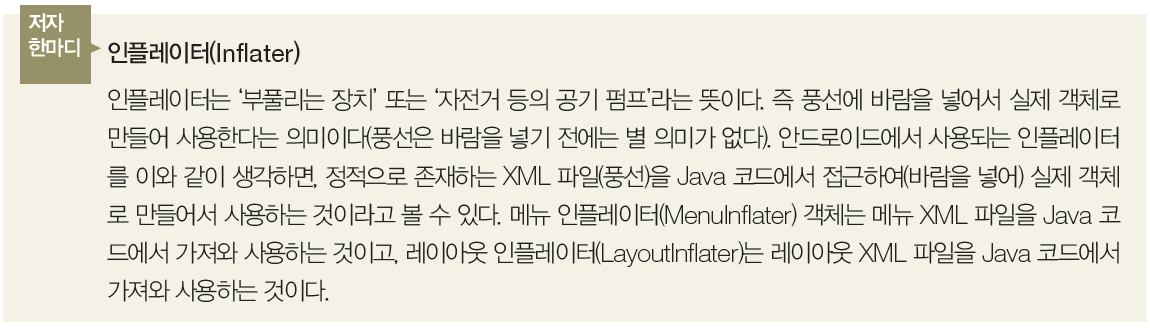 저자
한마디
인플레이터(Inflater)
인플레이터는 ‘부풀리는 장치’ 또는 ‘자전거 등의 공기 펌프’라는 뜻이다. 즉 풍선에 바람을 넣어서 실제 객체로
만들어 사용한다는 의미이다(풍선은 바람을 넣기 전에는 별 의미가 없다). 안드로이드에서 사용되는 인플레이터
를 이와 같이 생각하면, 정적으로 존재하는 XML 파일(풍선)을 Java 코드에서 접근하여(바람을 넣어) 실제 객체
로 만들어서 사용하는 것이라고 볼 수 있다. 메뉴 인플레이터(MenuInflater) 객체는 메뉴 XML 파일을 Java 코
드에서 가져와 사용하는 것이고, 레이아웃 인플레이터(LayoutInflater)는 레이아웃 XML 파일을 Java 코드에서
가져와 사용하는 것이다.